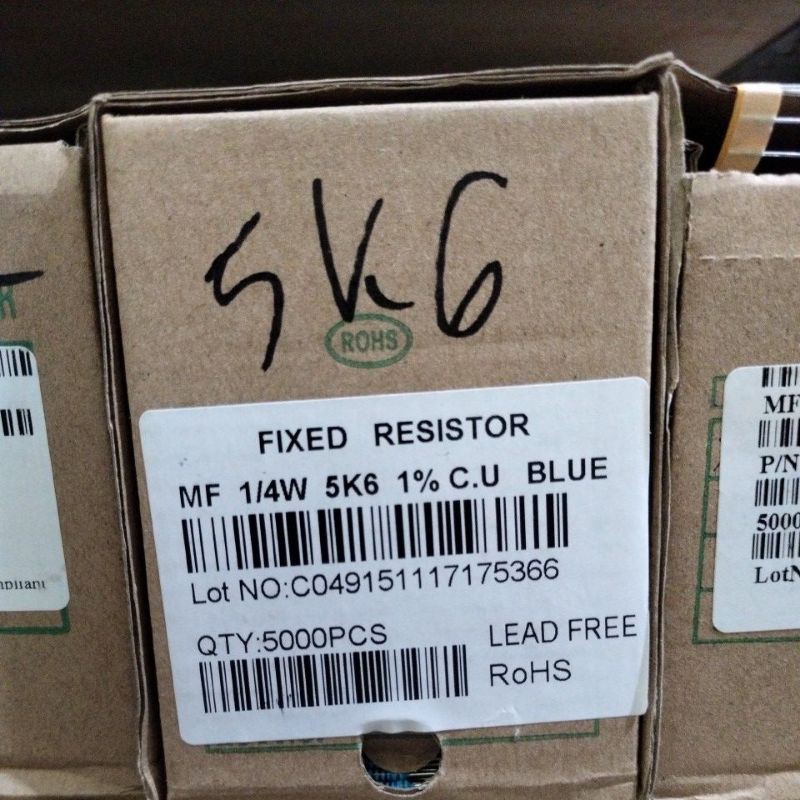 5K6
ROHS
FIXED RESISTOR
MF 1/4W 5K6 1% C.U BLUE
Lot NO:C049151117175366
QTY:5000PCS
LEAD FREE
RoHS
MF
P/N
5000
LotN